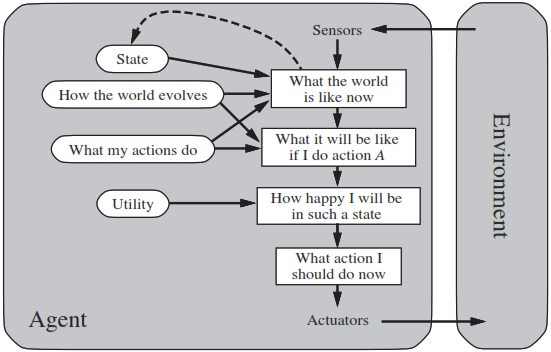 Sensors
State
What the world
is like now
How the world evolves
What it will be like
if I do action A
What my actions do
How happy I will be
in such a state
Utility
What action I
should do now
Agent
Actuators
Environment